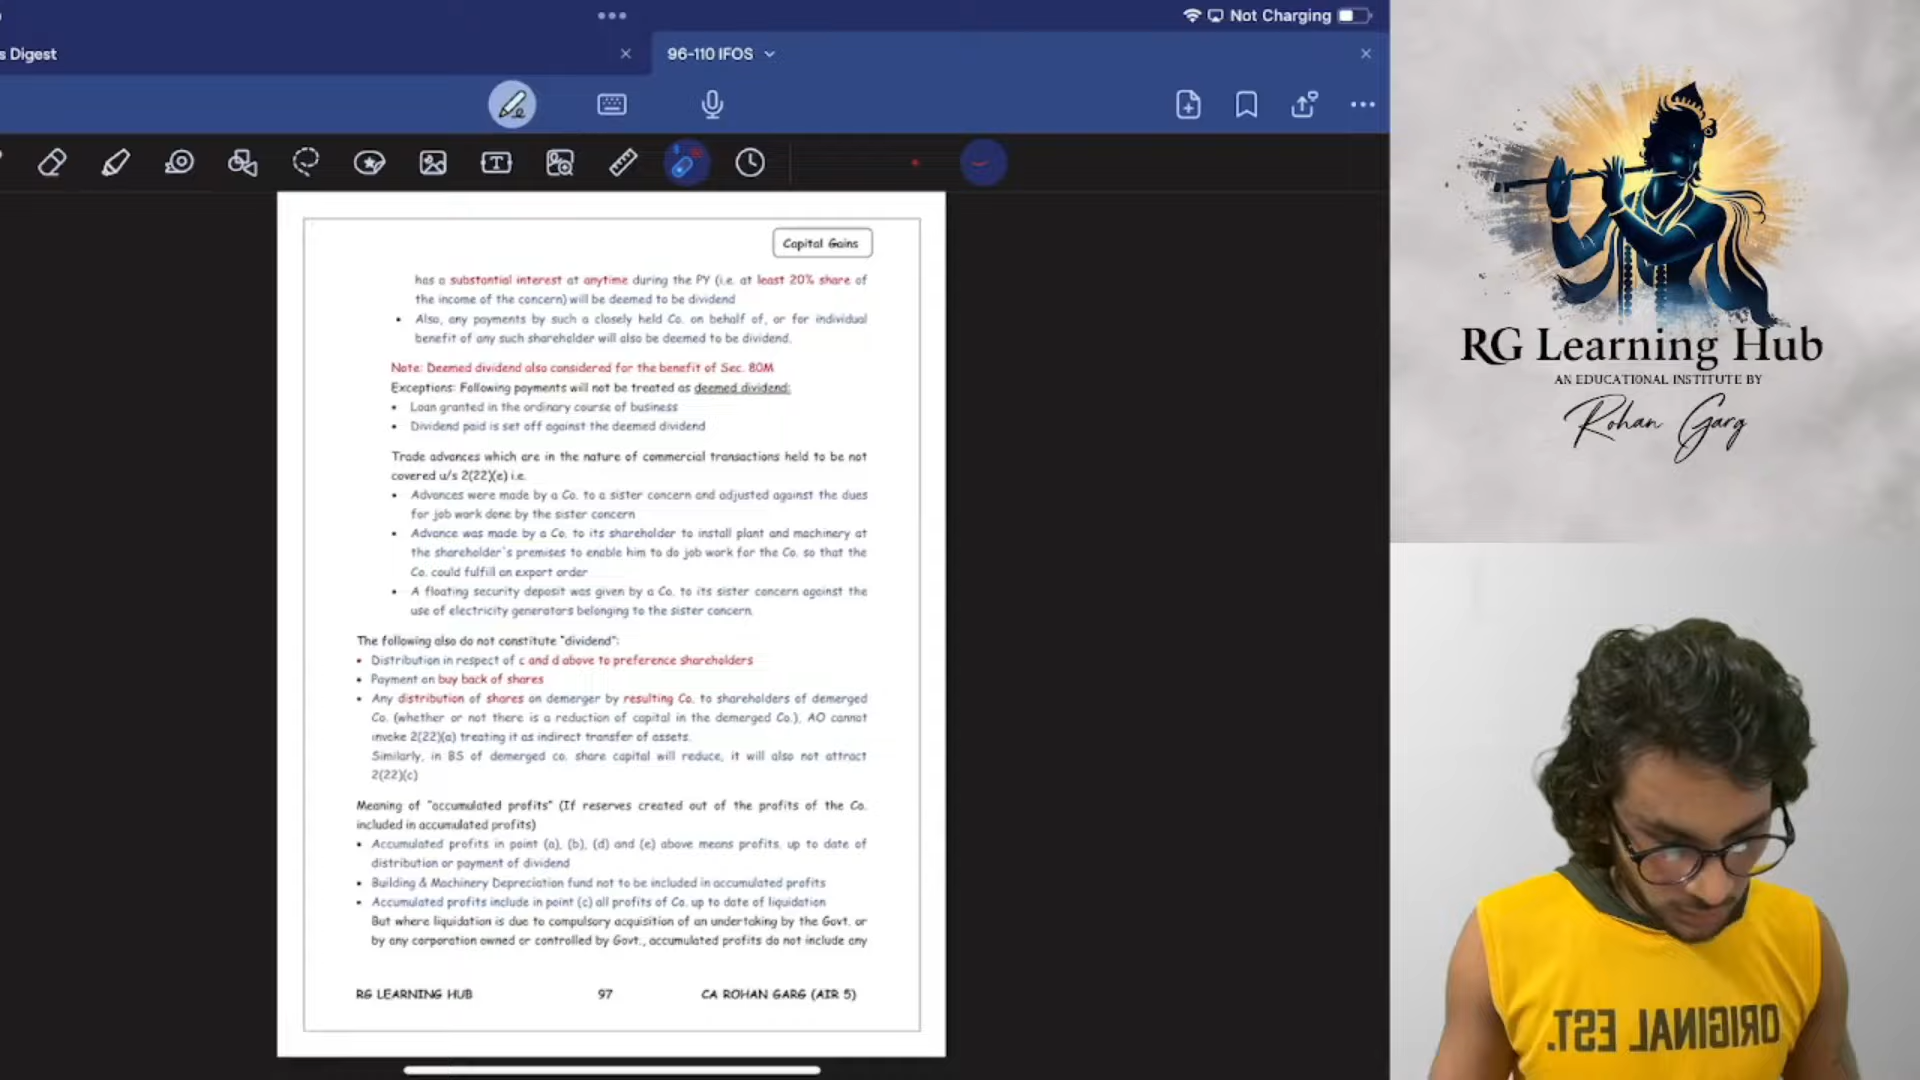 Not Charging
s Digest
96-110 IFOS
T
Capital Gains
has a substantial interest at anytime during the PY (i.e. at least 20% share of
the income of the concern) will be deemed to be dividend
• Also, any payments by such a closely held Co. on behalf of, or for individual
benefit of any such shareholder will also be deemed to be dividend.
Note: Deemed dividend also considered for the benefit of Sec. 80M
Exceptions: Following payments will not be treated as deemed dividend:
• Loan granted in the ordinary course of business
• Dividend paid is set off against the deemed dividend
Trade advances which are in the nature of commercial transactions held to be not
covered u/s 2(22)(e) i.e.
• Advances were made by a Co. to a sister concern and adjusted against the dues
for job work done by the sister concern
• Advance was made by a Co. to its shareholder to install plant and machinery at
the shareholder's premises to enable him to do job work for the Co. so that the
Co. could fulfill an export order
• A floating security deposit was given by a Co. to its sister concern against the
use of electricity generators belonging to the sister concern.
The following also do not constitute "dividend":
• Distribution in respect of c and d above to preference shareholders
• Payment on buy back of shares
• Any distribution of shares on demerger by resulting Co. to shareholders of demerged
Co. (whether or not there is a reduction of capital in the demerged Co.), AO cannot
invoke 2(22)(a) treating it as indirect transfer of assets.
Similarly, in BS of demerged co. share capital will reduce, it will also not attract
2(22)(c)
Meaning of "accumulated profits" (If reserves created out of the profits of the Co.
included in accumulated profits)
• Accumulated profits in point (a), (b), (d) and (e) above means profits, up to date of
distribution or payment of dividend
• Building & Machinery Depreciation fund not to be included in accumulated profits
• Accumulated profits include in point (c) all profits of Co. up to date of liquidation
But where liquidation is due to compulsory acquisition of an undertaking by the Govt. or
by any corporation owned or controlled by Govt., accumulated profits do not include any
RG LEARNING HUB 97 CA ROHAN GARG (AIR 5)
RG Learning Hub
AN EDUCATIONAL INSTITUTE BY
Rohan Garg
ORIGINAL EST.